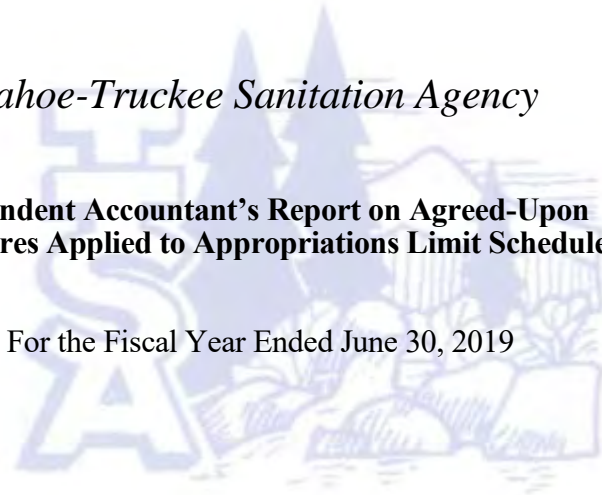 ahoe-Truckee Sanitation Agency
ndent Accountant's Report on Agreed-Upon
res Applied to Appropriations Limit Schedule
For the Fiscal Year Ended June 30, 2019
TTSA